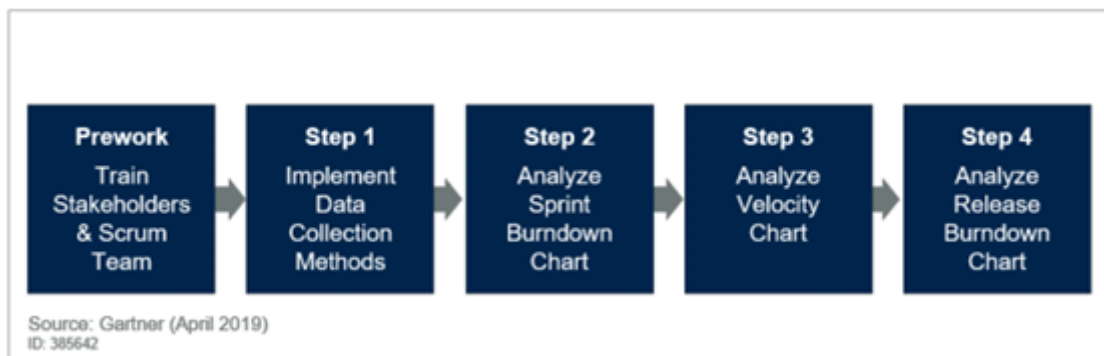 Prework
Train
Stakeholders
& Scrum
Team
Step 1
Implement
Data
Collection
Methods
Step 2
Analyze
Sprint
Burndown
Chart
Step 3
Analyze
Velocity
Chart
Step 4
Analyze
Release
Burndown
Chart
Source: Gartner (April 2019)
ID: 385642